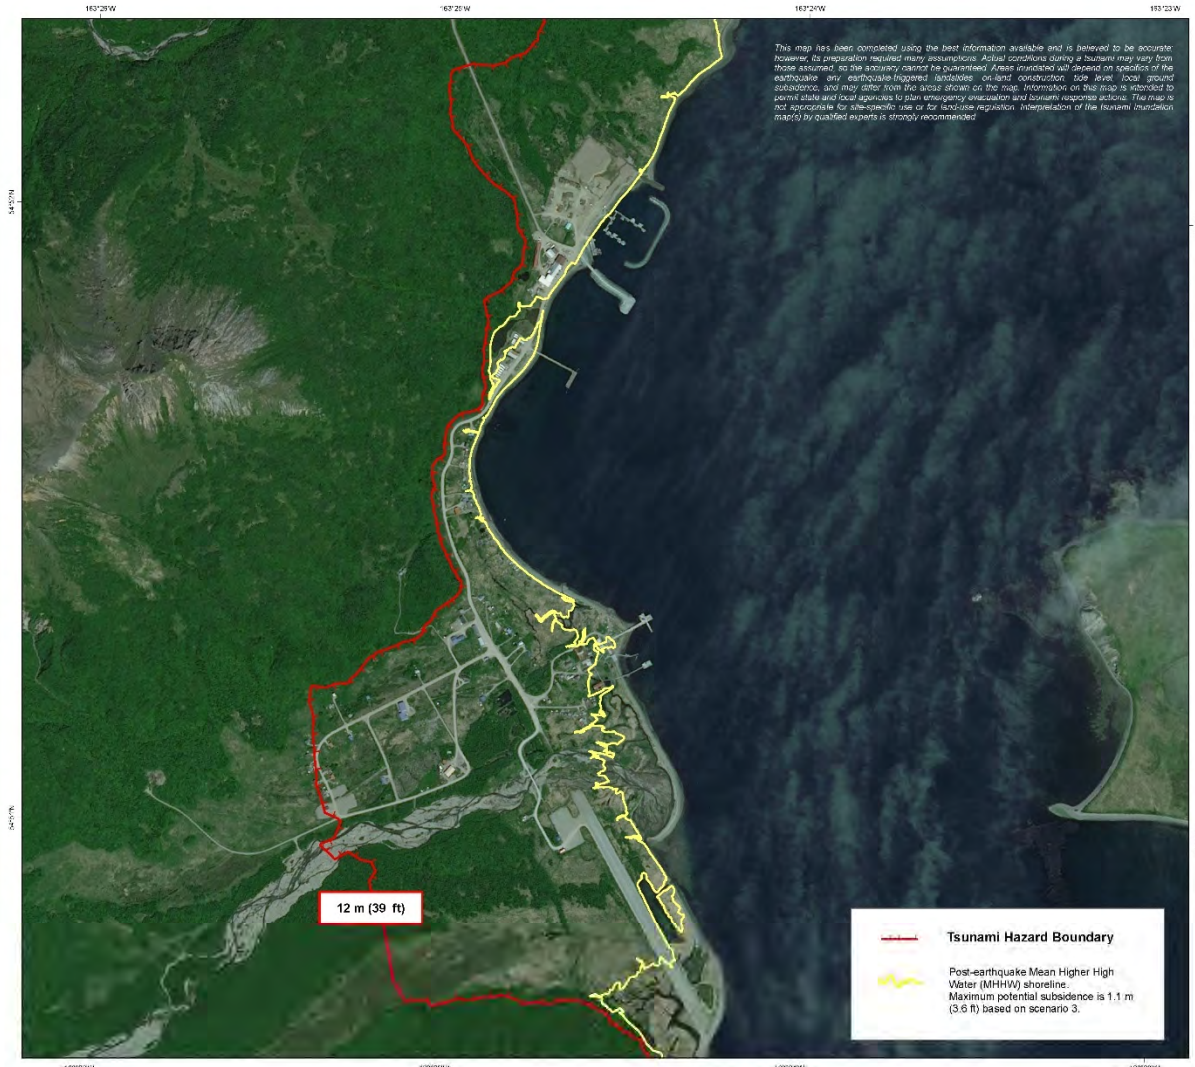 163°25'W
163°24'W
163°23'W
This map has been completed using the best information available and is believed to be accurate;
however, its preparation required many assumptions. Actual conditions during a tsunami may vary from
those assumed, so the accuracy cannot be guaranteed. Areas inundated will depend on specifics of the
earthquake, any earthquake-triggered landslides, on-land construction, tide level, local ground
subsidence, and may differ from the areas shown on the map. Information on this map is intended to
permit state and local agencies to plan emergency evacuation and tsunami response actions. The map is
not appropriate for site-specific use or for land-use regulation. Interpretation of the tsunami inundation
map(s) by qualified experts is strongly recommended
12 m (39 ft)
Tsunami Hazard Boundary
Post-earthquake Mean Higher High
Water (MHHW) shoreline.
Maximum potential subsidence is 1.1 m
(3.6 ft) based on scenario 3.